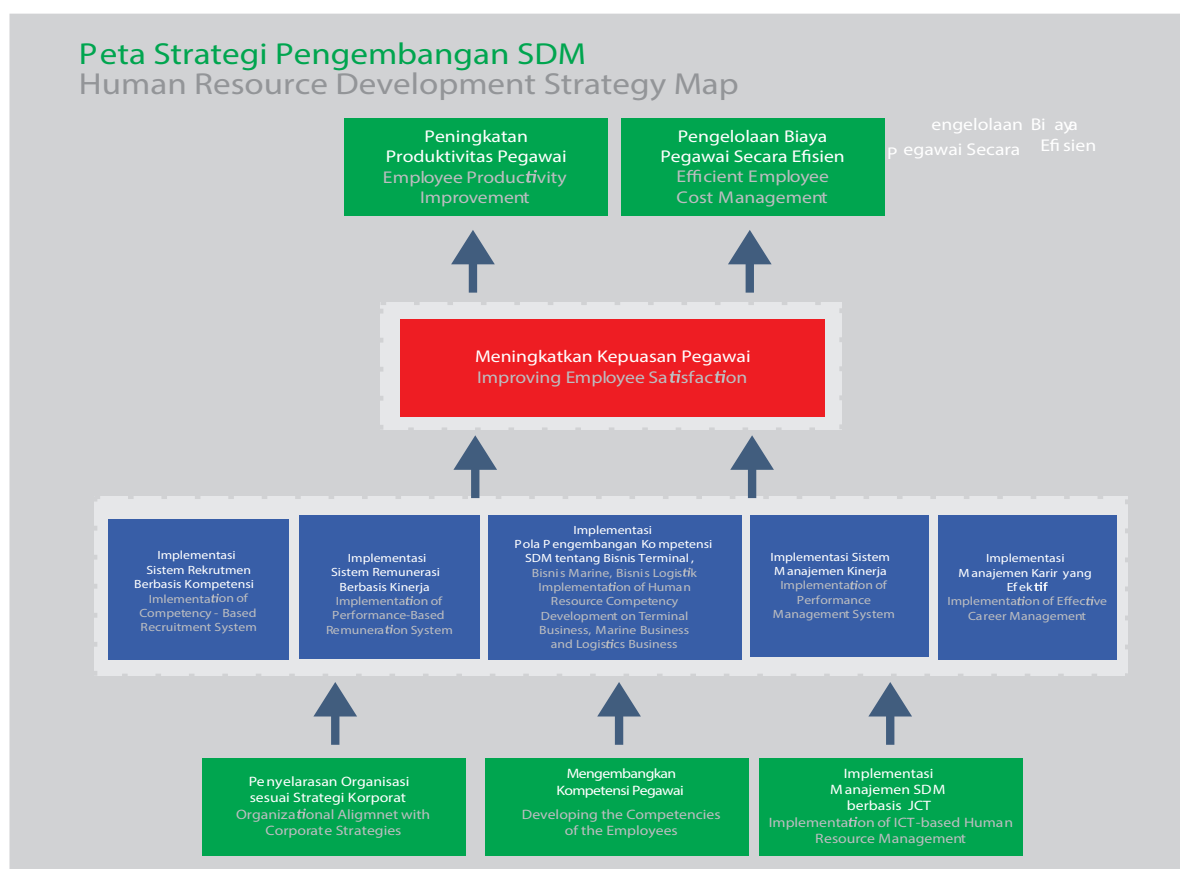 Peta Strategi Pengembangan SDM
Human Resource Development Strategy Map
Peningkatan
Produktivitas Pegawai
Employee Productivity
Improvement
Pengelolaan Biaya
Pegawai Secara Efisien
Efficient Employee
Cost Management
engelolaan Bi aya
P egawai Secara Efi sien
Meningkatkan Kepuasan Pegawai
Improving Employee Satisfaction
Implementasi
Sistem Rekrutmen
Berbasis Kompetensi
Imlementation of
Competency - Based
Recruitment System
Implementasi
Sistem Remunerasi
Berbasis Kinerja
Implementation of
Performance-Based
Remuneration System
Implementasi
Pola Pengembangan Kompetensi
SDM tentang Bisnis Terminal,
Bisnis Marine, Bisnis Logistik
Implementation of Human
Resource Competency
Development on Terminal
Business, Marine Business
and Logistics Business
Implementasi Sistem
Manajemen Kinerja
Implementation of
Performance
Management System
Implementasi
Manajemen Karir yang
Efektif
Implementation of Effective
Career Management
Penyelarasan Organisasi
sesuai Strategi Korporat
Organizational Aligmnet with
Corporate Strategies
Mengembangkan
Kompetensi Pegawai
Developing the Competencies
of the Employees
Implementasi
Manajemen SDM
berbasis JCT
Implementation of ICT-based Human
Resource Management